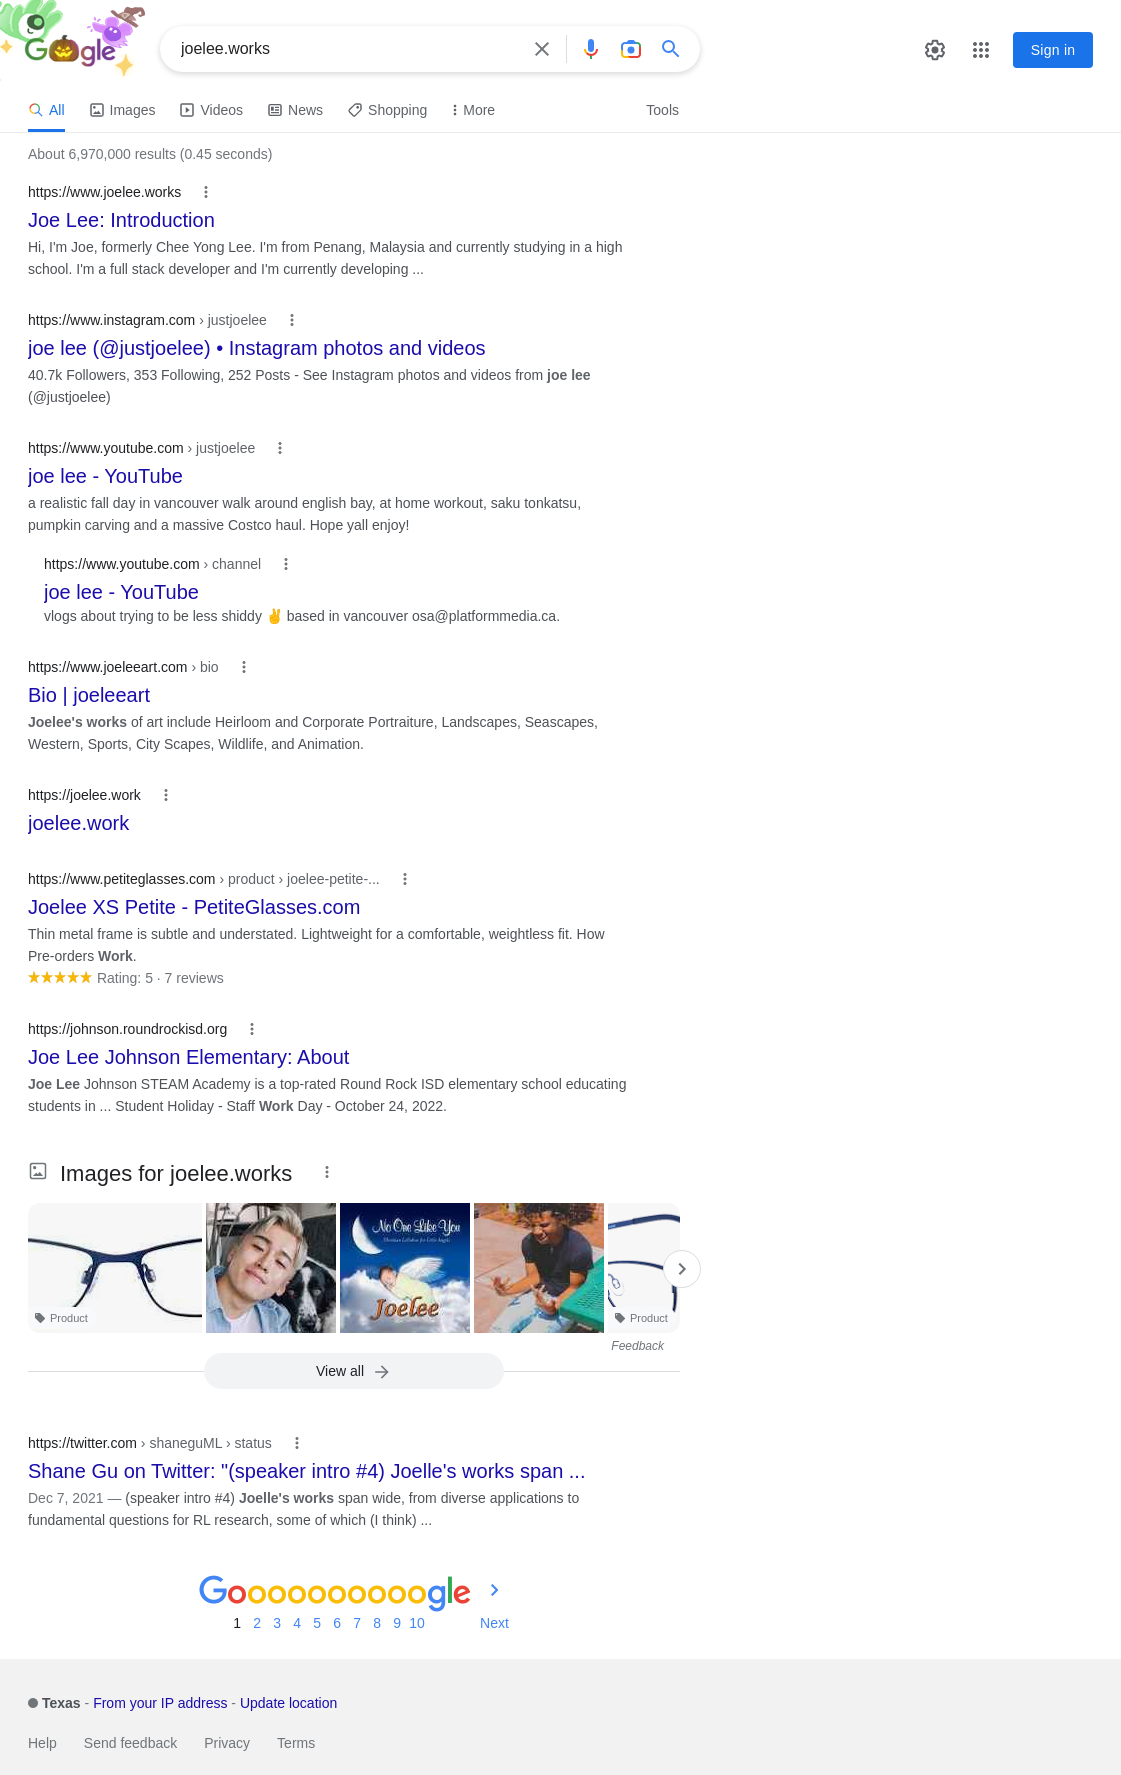 Google
joelee.works
Sign in
All
Images
Videos
News
Shopping
More
Tools
About 6,970,000 results (0.45 seconds)
https://www.joelee.works
Joe Lee: Introduction
Hi, I'm Joe, formerly Chee Yong Lee. I'm from Penang, Malaysia and currently studying in a high
school. I'm a full stack developer and I'm currently developing ...
https://www.instagram.com › justjoelee
joe lee (@justjoelee) • Instagram photos and videos
40.7k Followers, 353 Following, 252 Posts - See Instagram photos and videos from joe lee
(@justjoelee)
https://www.youtube.com › justjoelee
joe lee - YouTube
a realistic fall day in vancouver walk around english bay, at home workout, saku tonkatsu,
pumpkin carving and a massive Costco haul. Hope yall enjoy!
https://www.youtube.com › channel
joe lee - YouTube
vlogs about trying to be less shiddy ✌ based in vancouver osa@platformmedia.ca.
https://www.joeleeart.com › bio
Bio | joeleeart
Joelee's works of art include Heirloom and Corporate Portraiture, Landscapes, Seascapes,
Western, Sports, City Scapes, Wildlife, and Animation.
https://joelee.work
joelee.work
https://www.petiteglasses.com › product › joelee-petite-...
Joelee XS Petite - PetiteGlasses.com
Thin metal frame is subtle and understated. Lightweight for a comfortable, weightless fit. How
Pre-orders Work.
Rating: 5 · 7 reviews
https://johnson.roundrockisd.org
Joe Lee Johnson Elementary: About
Joe Lee Johnson STEAM Academy is a top-rated Round Rock ISD elementary school educating
students in ... Student Holiday - Staff Work Day - October 24, 2022.
Images for joelee.works
No One Like You
Christian Lullabies for Little Angels
Joelee
Product
Product
Feedback
View all
https://twitter.com › shaneguML › status
Shane Gu on Twitter: "(speaker intro #4) Joelle's works span ...
Dec 7, 2021 — (speaker intro #4) Joelle's works span wide, from diverse applications to
fundamental questions for RL research, some of which (I think) ...
Goooooooooogle
1 2 3 4 5 6 7 8 9 10 Next
Texas - From your IP address - Update location
Help Send feedback Privacy Terms